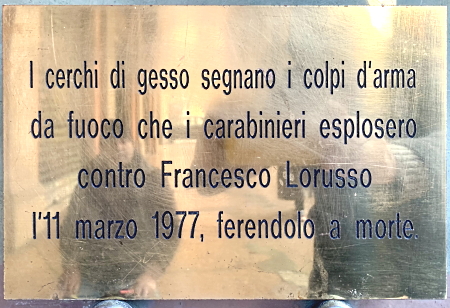 I cerchi di gesso segnano i colpi d'arma
da fuoco che i carabinieri esplosero
contro Francesco Lorusso
l'11 marzo 1977, ferendolo a morte.